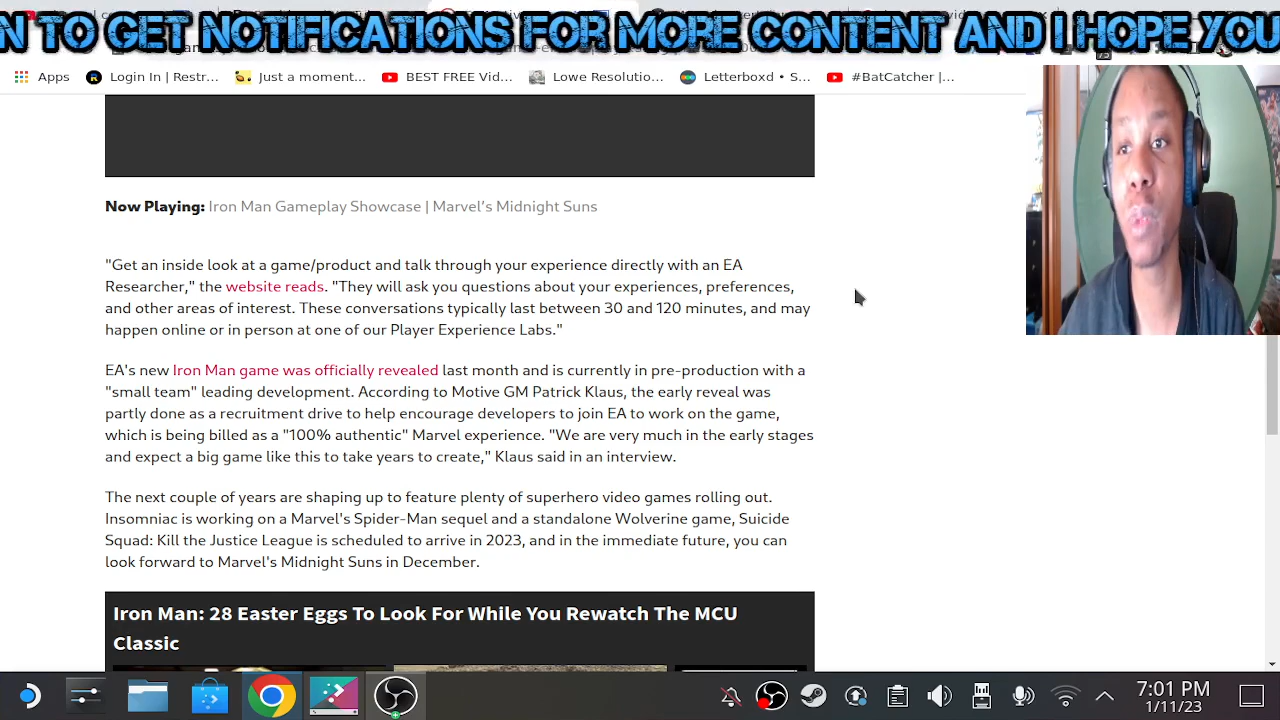 N TO GET NOTIFICATIONS FOR MORE CONTENT AND I HOPE YOU
Apps Login In | Restr... Just a moment... BEST FREE Vid... Lowe Resolutio... Letterboxd • S... #BatCatcher |...
Now Playing: Iron Man Gameplay Showcase | Marvel's Midnight Suns
"Get an inside look at a game/product and talk through your experience directly with an EA
Researcher," the website reads. "They will ask you questions about your experiences, preferences,
and other areas of interest. These conversations typically last between 30 and 120 minutes, and may
happen online or in person at one of our Player Experience Labs."
EA's new Iron Man game was officially revealed last month and is currently in pre-production with a
"small team" leading development. According to Motive GM Patrick Klaus, the early reveal was
partly done as a recruitment drive to help encourage developers to join EA to work on the game,
which is being billed as a "100% authentic" Marvel experience. "We are very much in the early stages
and expect a big game like this to take years to create," Klaus said in an interview.
The next couple of years are shaping up to feature plenty of superhero video games rolling out.
Insomniac is working on a Marvel's Spider-Man sequel and a standalone Wolverine game, Suicide
Squad: Kill the Justice League is scheduled to arrive in 2023, and in the immediate future, you can
look forward to Marvel's Midnight Suns in December.
Iron Man: 28 Easter Eggs To Look For While You Rewatch The MCU
Classic
7:01 PM
1/11/23